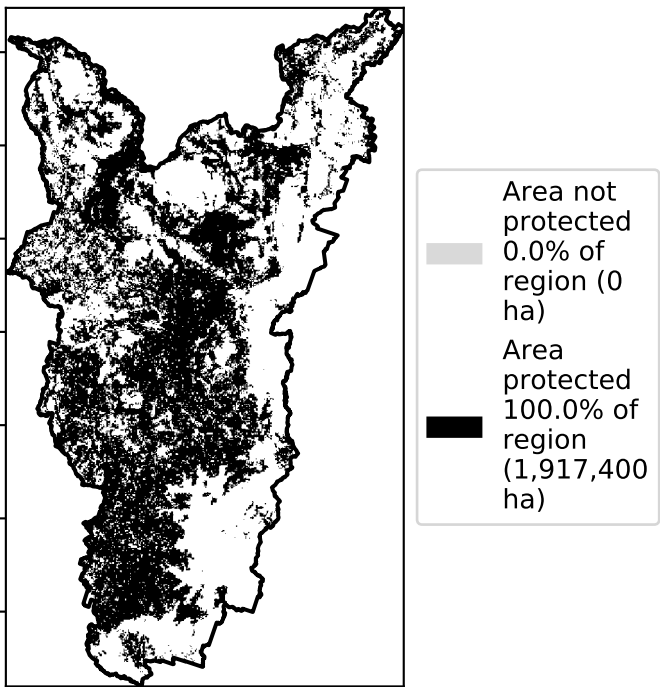 Area not
protected
0.0% of
region (0
ha)
Area
protected
100.0% of
region
(1,917,400
ha)